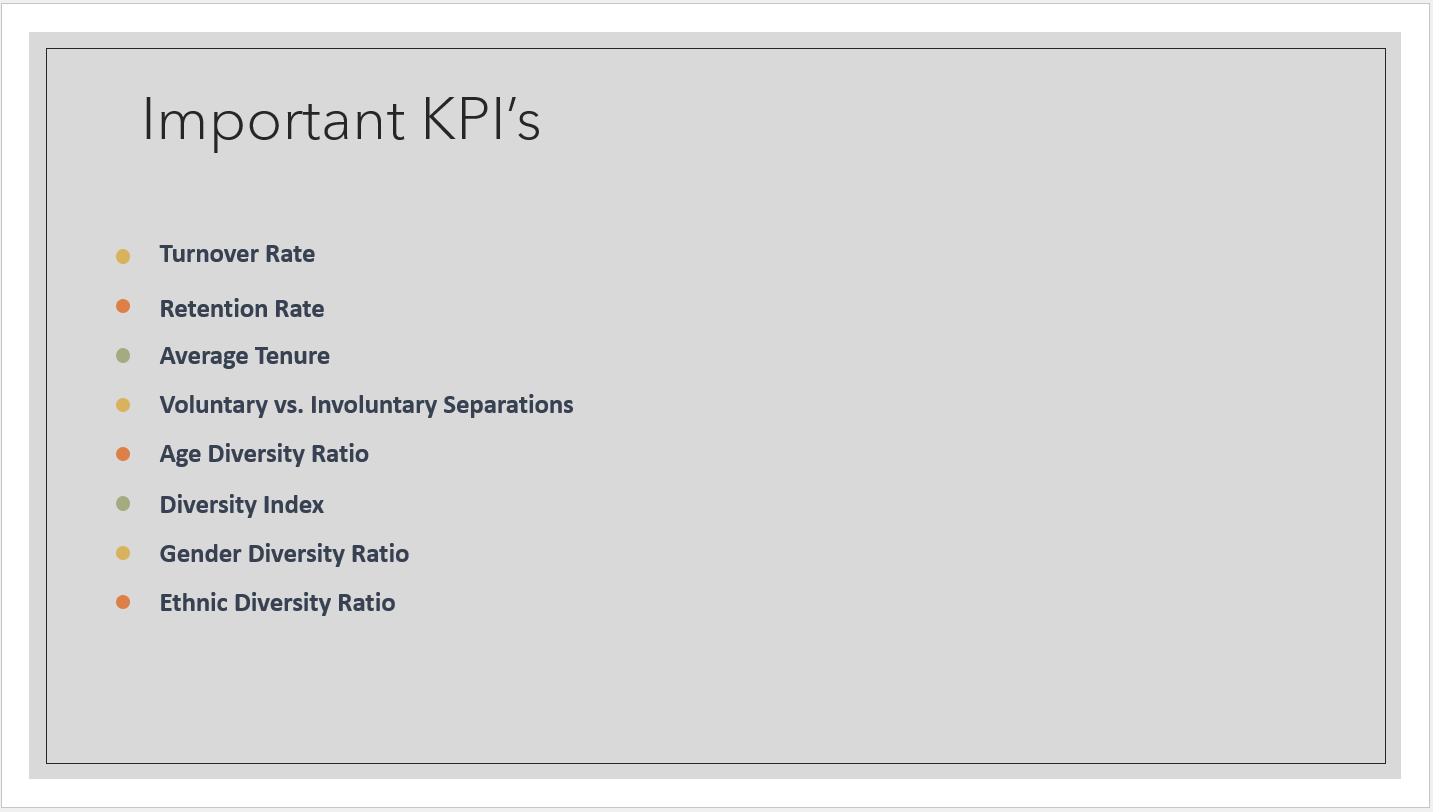 Important KPI’s
Turnover Rate
Retention Rate
Average Tenure
Voluntary vs. Involuntary Separations
Age Diversity Ratio
Diversity Index
Gender Diversity Ratio
Ethnic Diversity Ratio